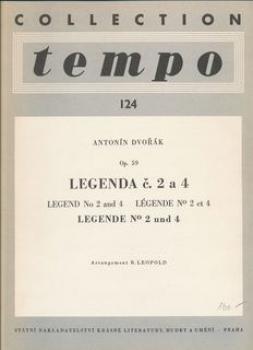 COLLECTION
tempo
124
ANTONÍN DVOŘÁK
Op. 59
LEGENDA č. 2 a 4
LEGEND No 2 and 4 LÉGENDE Nº 2 et 4
LEGENDE Nº 2 und 4
Arrangement R. LEOPOLD
STÁTNÍ NAKLADATELSTVÍ KRÁSNÉ LITERATURY, HUDBY A UMĚNÍ - PRAHA